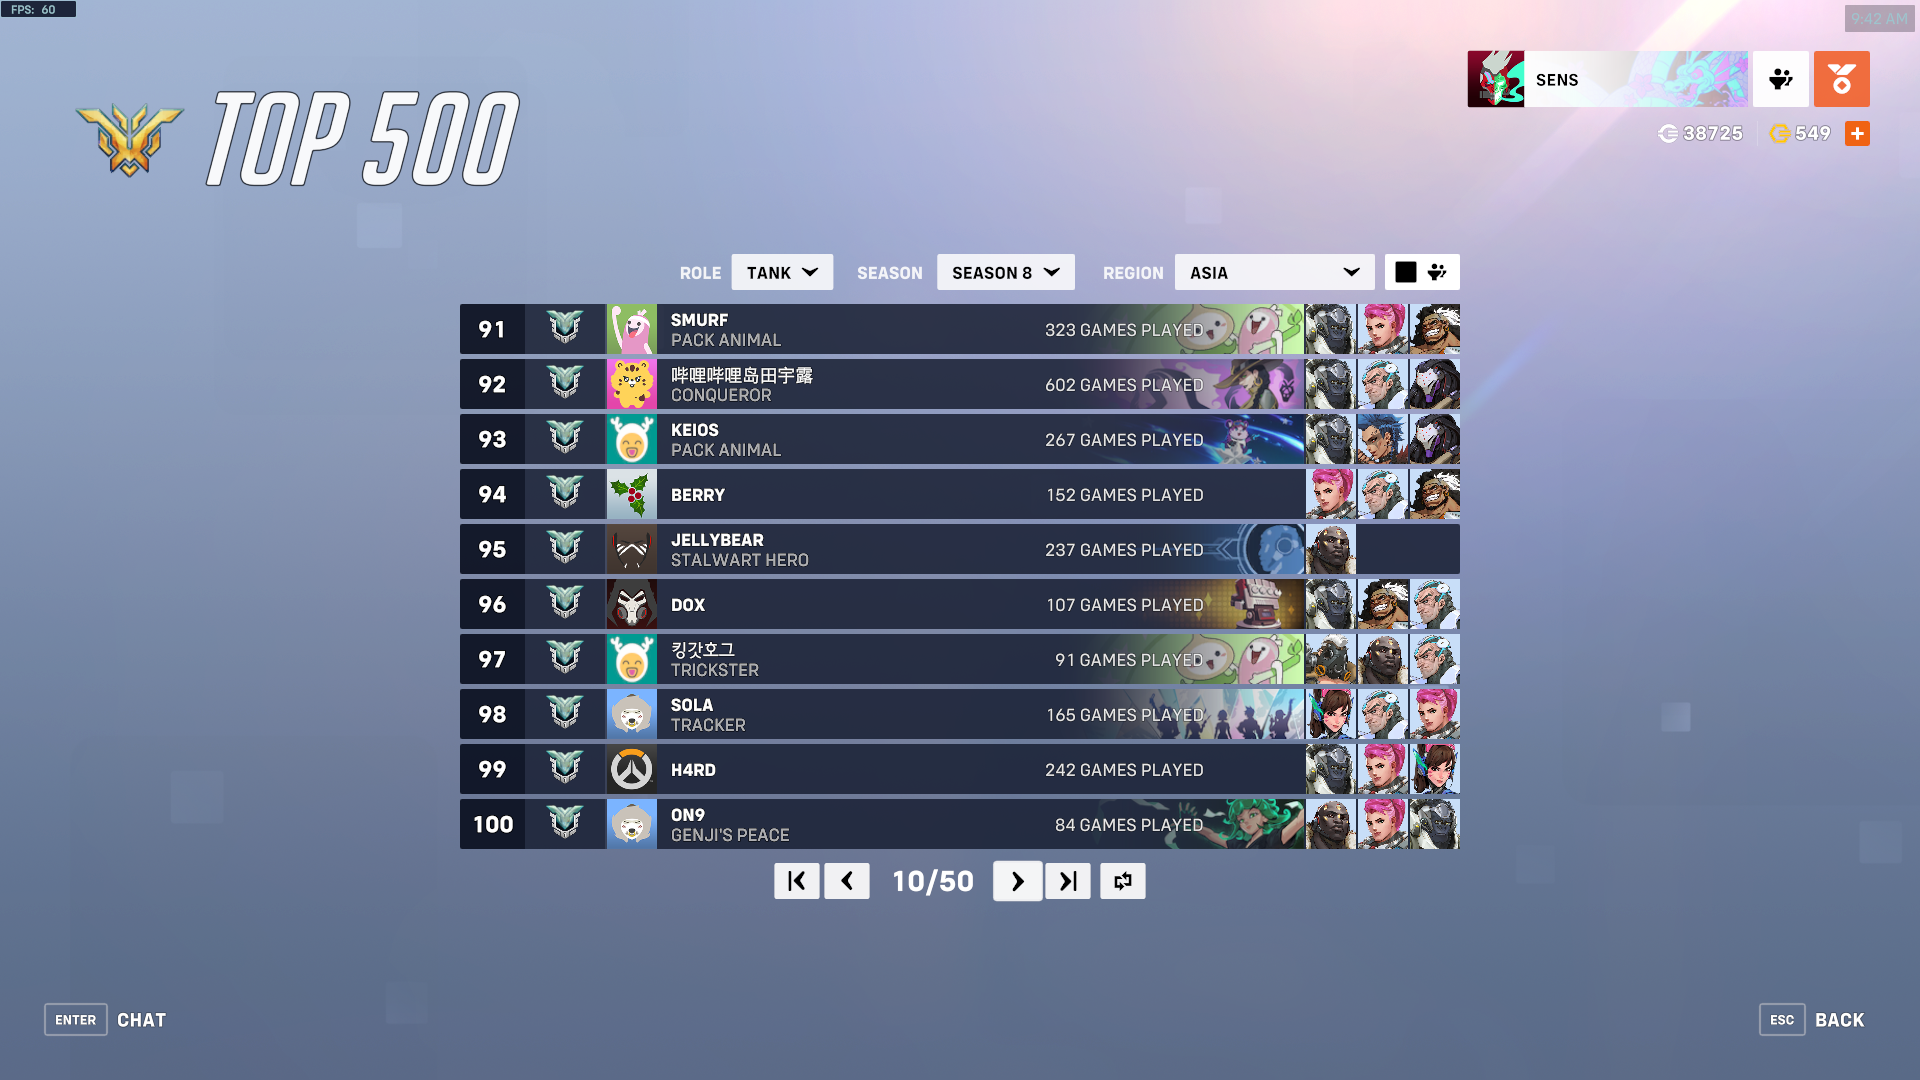 FPS: 60
9:42 AM
TOP 500
SENS
38725
549
ROLE TANK SEASON SEASON 8 REGION ASIA
91 SMURF 323 GAMES PLAYED
PACK ANIMAL
92 哔哩哔哩岛田宇露 602 GAMES PLAYED
CONQUEROR
93 KEIOS 267 GAMES PLAYED
PACK ANIMAL
94 BERRY 152 GAMES PLAYED
95 JELLYBEAR 237 GAMES PLAYED
STALWART HERO
96 DOX 107 GAMES PLAYED
97 킹갓호그 91 GAMES PLAYED
TRICKSTER
98 SOLA 165 GAMES PLAYED
TRACKER
99 H4RD 242 GAMES PLAYED
100 ON9 84 GAMES PLAYED
GENJI'S PEACE
10/50
ENTER CHAT
ESC BACK